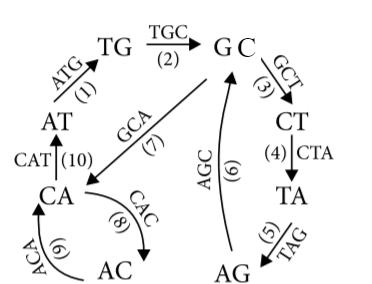 TG TGC (2) GC
ATG (1)
GCT (3)
AT
GCA (7)
CT
CAT (10)
AGC (6)
(4) CTA
CA
CAC (8)
TA
ACA (9)
TAG (5)
AC
AG